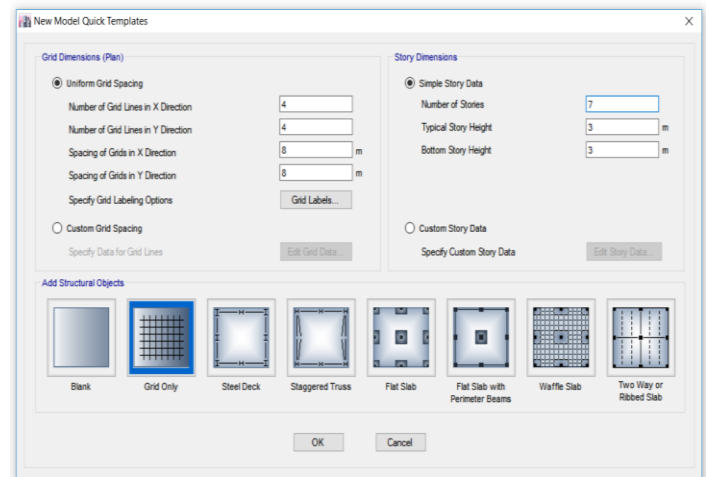 New Model Quick Templates
Grid Dimensions (Plan)
Uniform Grid Spacing
Number of Grid Lines in X Direction 4
Number of Grid Lines in Y Direction 4
Spacing of Grids in X Direction 8 m
Spacing of Grids in Y Direction 8 m
Specify Grid Labeling Options Grid Labels...
Custom Grid Spacing
Specify Data for Grid Lines Edit Grid Data...
Story Dimensions
Simple Story Data
Number of Stories 7
Typical Story Height 3 m
Bottom Story Height 3 m
Custom Story Data
Specify Custom Story Data Edit Story Data...
Add Structural Objects
Blank
Grid Only
Steel Deck
Staggered Truss
Flat Slab
Flat Slab with
Perimeter Beams
Waffle Slab
Two Way or
Ribbed Slab
OK Cancel